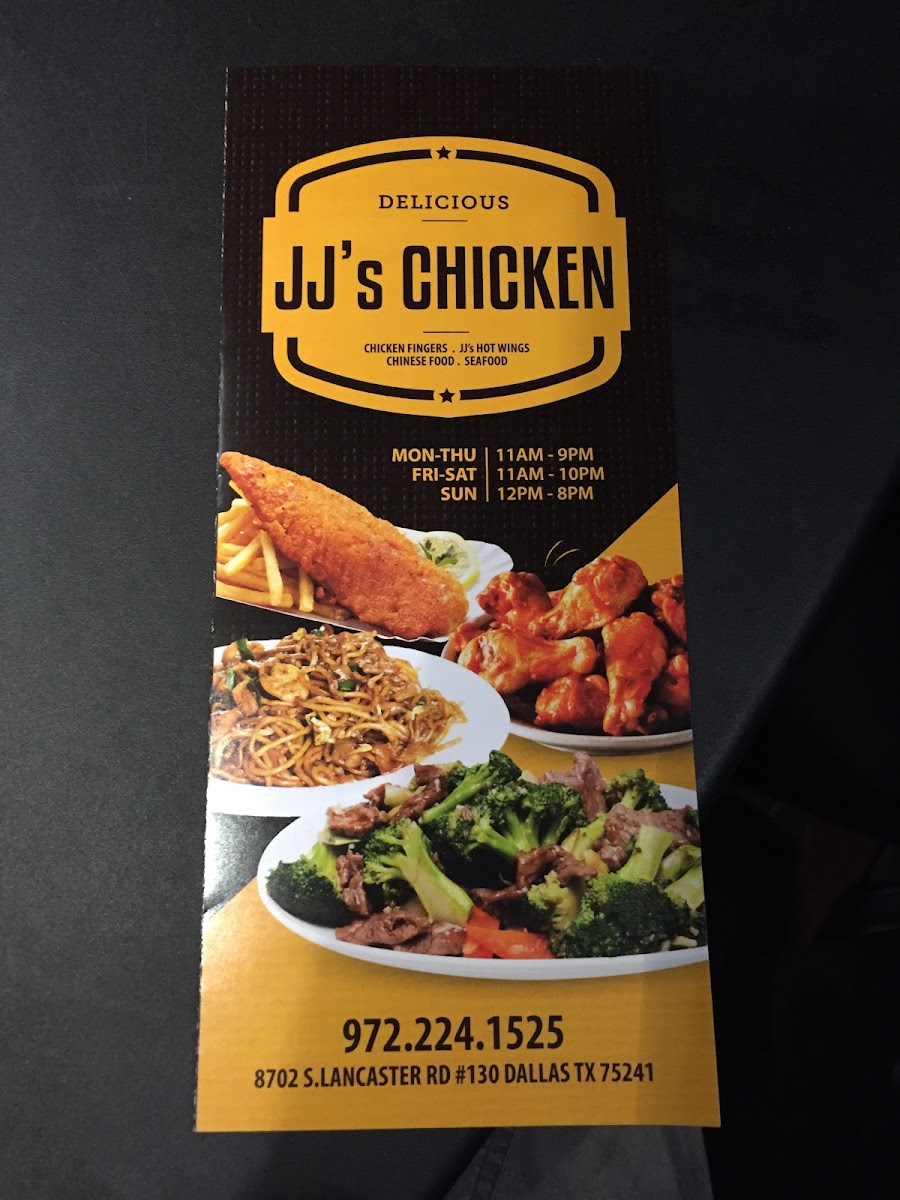 DELICIOUS
JJ's CHICKEN
CHICKEN FINGERS . JJ's HOT WINGS
CHINESE FOOD . SEAFOOD
MON-THU 11AM - 9PM
FRI-SAT 11AM - 10PM
SUN 12PM - 8PM
972.224.1525
8702 S.LANCASTER RD #130 DALLAS TX 75241